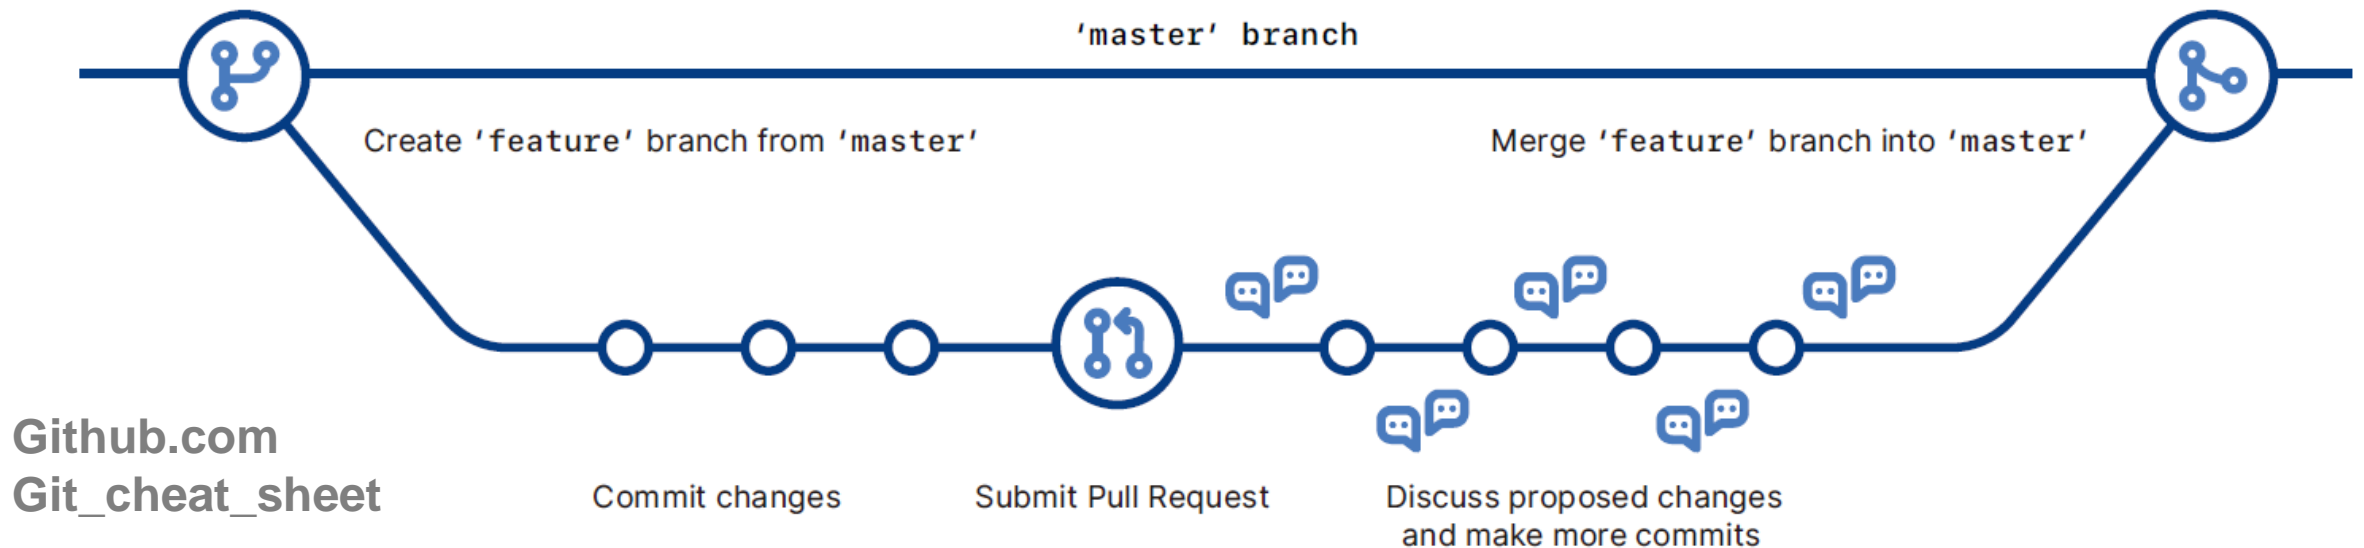 ‘master’ branch
Create ‘feature’ branch from ‘master’
Merge ‘feature’ branch into ‘master’
Github.com
Git_cheat_sheet
Commit changes
Submit Pull Request
Discuss proposed changes
and make more commits